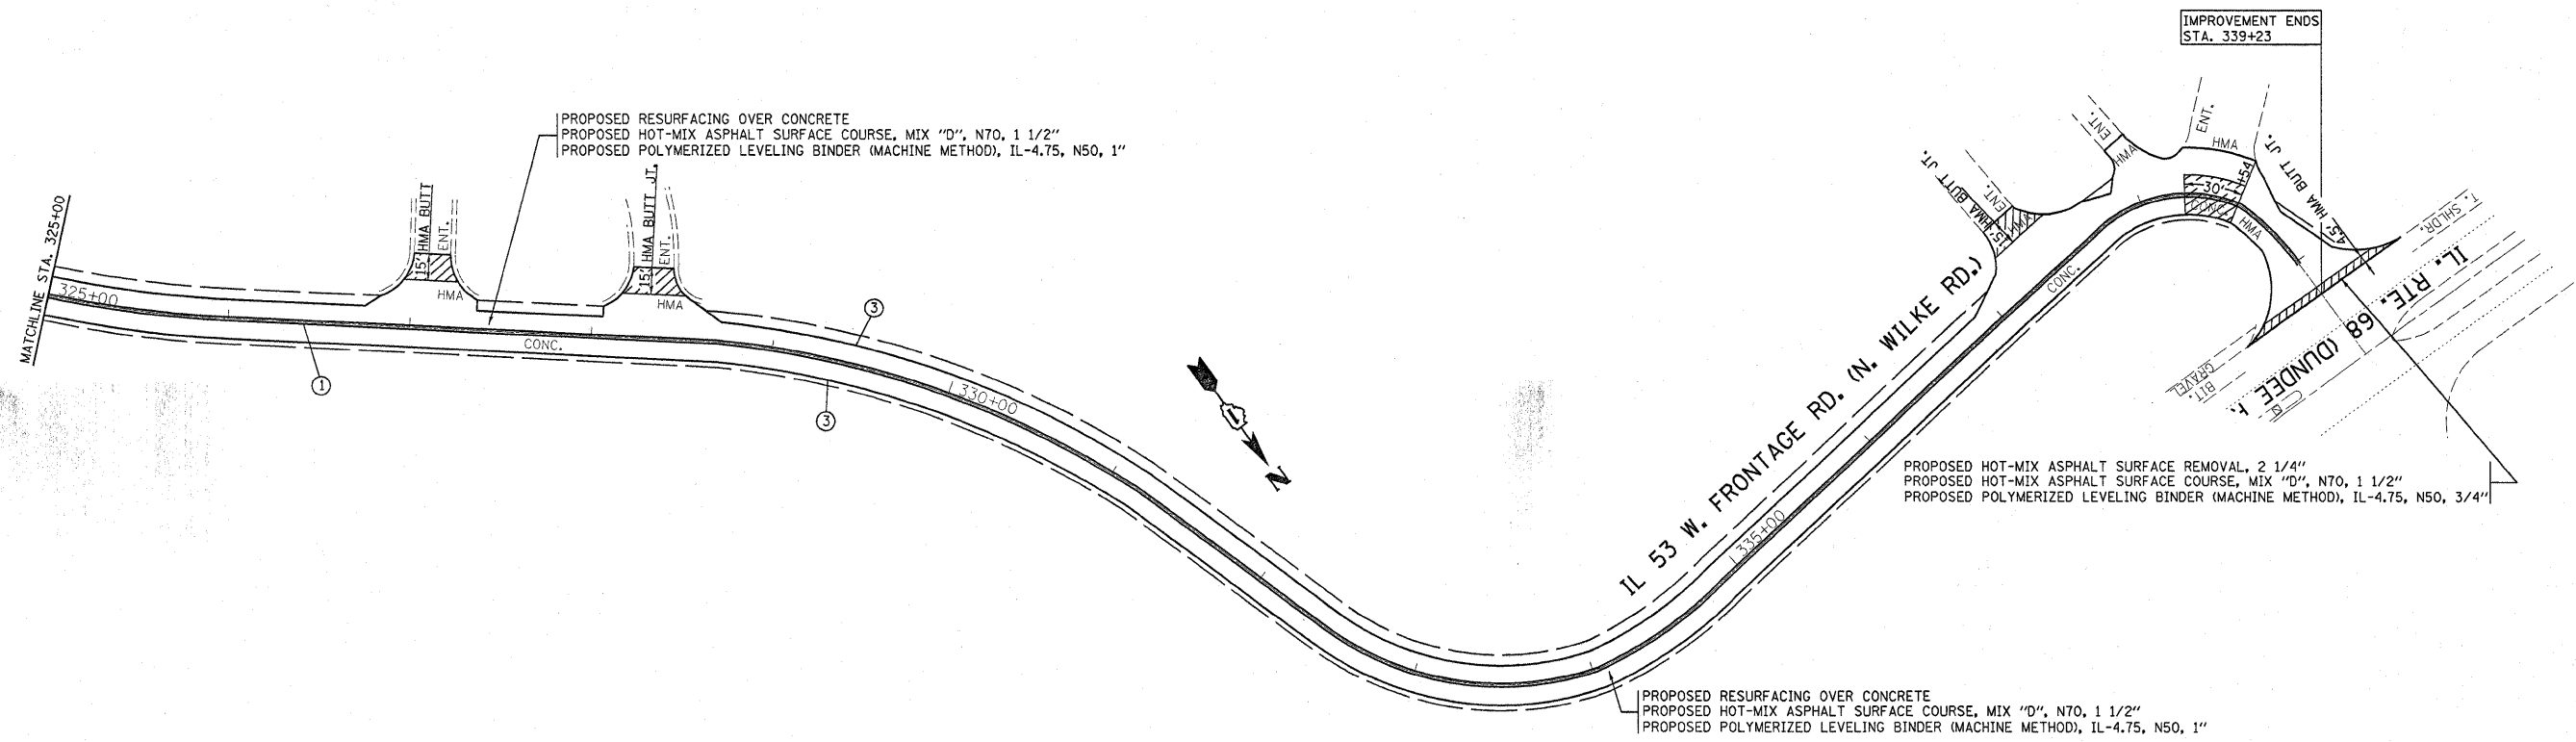 IMPROVEMENT ENDS
STA. 339+23
PROPOSED RESURFACING OVER CONCRETE
PROPOSED HOT-MIX ASPHALT SURFACE COURSE, MIX "D", N70, 1 1/2"
PROPOSED POLYMERIZED LEVELING BINDER (MACHINE METHOD), IL-4.75, N50, 1"
MATCHLINE STA. 325+00
325+00
15' HMA BUTT
ENT.
HMA
15' HMA BUTT JT.
ENT.
HMA
CONC.
1
3
3
330+00
N
IL 53 W. FRONTAGE RD. (N. WILKE RD.)
335+00
CONC.
15' HMA BUTT JT.
ENT.
HMA
ENT.
HMA
ENT.
HMA
30'
CONC.
+54
HMA
4.5' HMA BUTT JT.
T. SHLDR.
IL. RTE. 68 (DUNDEE
BIT.
GRAVEL
PROPOSED HOT-MIX ASPHALT SURFACE REMOVAL, 2 1/4"
PROPOSED HOT-MIX ASPHALT SURFACE COURSE, MIX "D", N70, 1 1/2"
PROPOSED POLYMERIZED LEVELING BINDER (MACHINE METHOD), IL-4.75, N50, 3/4"
PROPOSED RESURFACING OVER CONCRETE
PROPOSED HOT-MIX ASPHALT SURFACE COURSE, MIX "D", N70, 1 1/2"
PROPOSED POLYMERIZED LEVELING BINDER (MACHINE METHOD), IL-4.75, N50, 1"